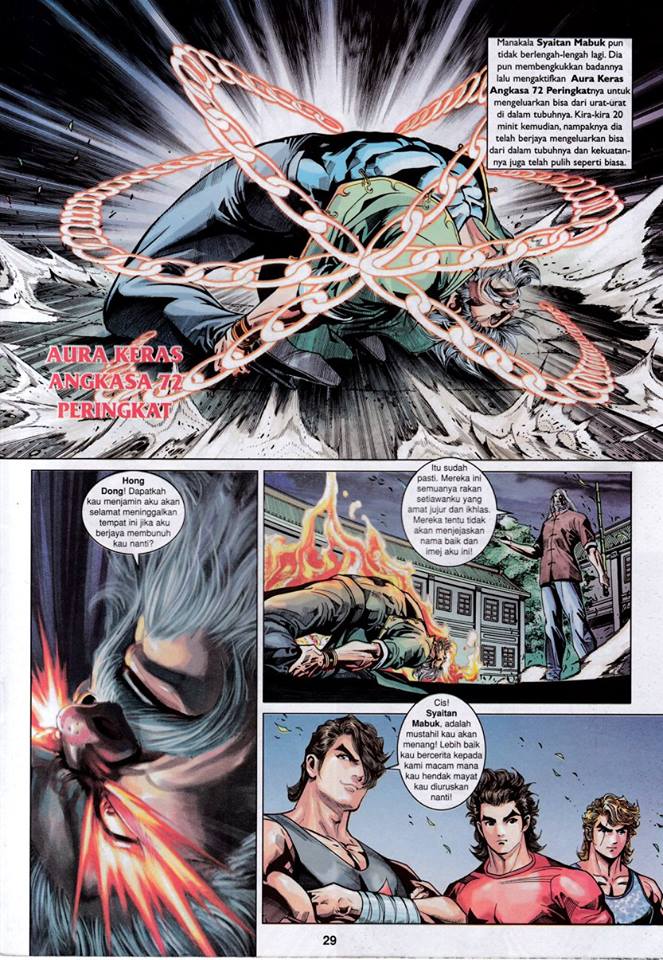 Manakala Syaitan Mabuk pun
tidak berlengah-lengah lagi. Dia
pun membengkukkan badannya
lalu mengaktifkan Aura Keras
Angkasa 72 Peringkatnya untuk
mengeluarkan bisa dari urat-urat
di dalam tubuhnya. Kira-kira 20
minit kemudian, nampaknya dia
telah berjaya mengeluarkan bisa
dari dalam tubuhnya dan kekuatan-
nya juga telah pulih seperti biasa.
AURA KERAS
ANGKASA 72
PERINGKAT
Hong
Dong! Dapatkah
kau menjamin aku akan
selamat meninggalkan
tempat ini jika aku
berjaya membunuh
kau nanti?
Itu sudah
pasti. Mereka ini
semuanya rakan
setiawanku yang
amat jujur dan ikhlas.
Mereka tentu tidak
akan menjejaskan
nama baik dan
imej aku ini!
Cis!
Syaitan
Mabuk, adalah
mustahil kau akan
menang! Lebih baik
kau bercerita kepada
kami macam mana
kau hendak mayat
kau diuruskan
nanti!
29